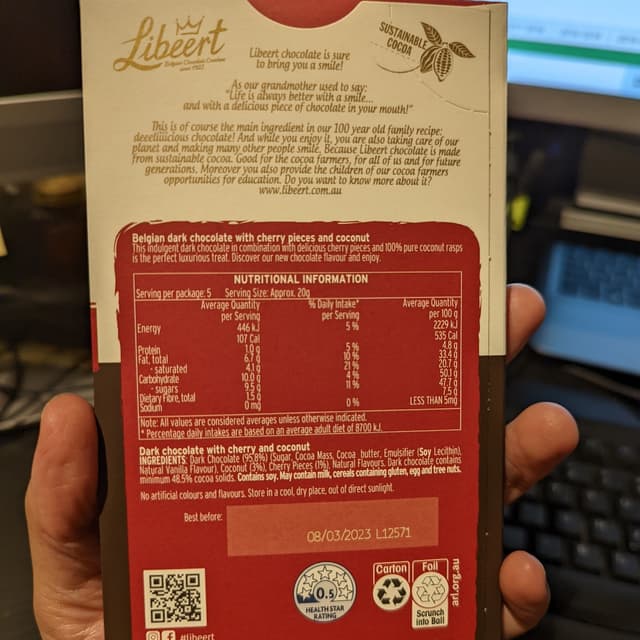 Libeert
Belgian Chocolate Creations
since 1923
SUSTAINABLE
COCOA
Libeert chocolate is sure
to bring you a smile!
„As our grandmother used to say:
“Life is always better with a smile...
and with a delicious piece of chocolate in your mouth!”
This is of course the main ingredient in our 100 year old family recipe:
deeeliiiicious chocolate! And while you enjoy it, you are also taking care of our
planet and making many other people smile. Because Libeert chocolate is made
from sustainable cocoa. Good for the cocoa farmers, for all of us and for future
generations. Moreover you also provide the children of our cocoa farmers
opportunities for education. Do you want to know more about it?
www.libeert.com.au
Belgian dark chocolate with cherry pieces and coconut
This indulgent dark chocolate in combination with delicious cherry pieces and 100% pure coconut rasps
is the perfect luxurious treat. Discover our new chocolate flavour and enjoy.
NUTRITIONAL INFORMATION
Serving per package: 5 Serving Size: Approx. 20g
Average Quantity % Daily Intake* Average Quantity
per Serving per Serving per 100 g
Energy 446 kJ 5 % 2229 kJ
107 Cal 535 Cal
Protein 1.0 g 5 % 4.8 g
Fat, total 6.7 g 10 % 33.4 g
- saturated 4.1 g 21 % 20.7 g
Carbohydrate 10.0 g 4 % 50.1 g
- sugars 9.5 g 11 % 47.7 g
Dietary Fibre, total 1.5 g 7.5 g
Sodium 0 mg 0 % LESS THAN 5mg
Note: All values are considered averages unless otherwise indicated.
* Percentage daily intakes are based on an average adult diet of 8700 kJ.
Dark chocolate with cherry and coconut
INGREDIENTS: Dark Chocolate (95,8%) (Sugar, Cocoa Mass, Cocoa butter, Emulsifier (Soy Lecithin),
Natural Vanilla Flavour), Coconut (3%), Cherry Pieces (1%), Natural Flavours. Dark chocolate contains
minimum 48.5% cocoa solids. Contains soy. May contain milk, cereals containing gluten, egg and tree nuts.
No artificial colours and flavours. Store in a cool, dry place, out of direct sunlight.
Best before:
08/03/2023 L12571
0.5
HEALTH STAR
RATING
Carton
Foil
Scrunch
into Ball
arl.org.au
#libeert